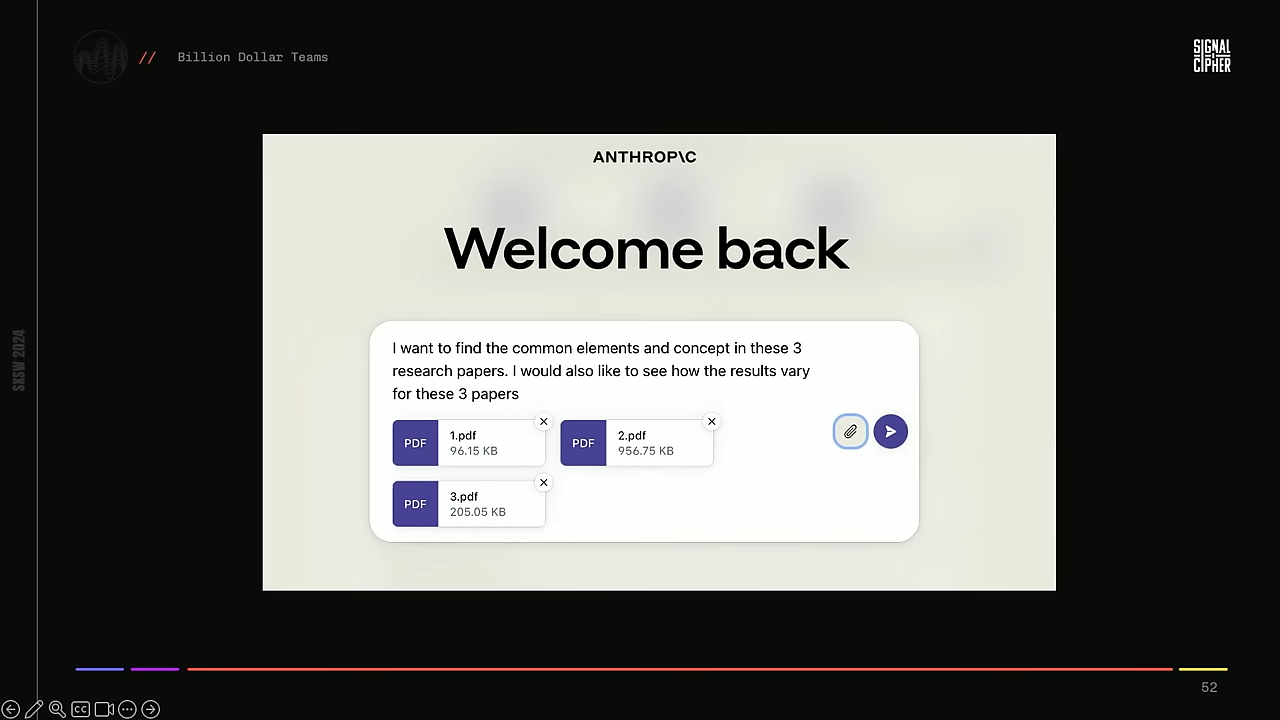 // Billion Dollar Teams
SIGNAL
CIPHER
SXSW 2024
ANTHROP\C
Welcome back
I want to find the common elements and concept in these 3
research papers. I would also like to see how the results vary
for these 3 papers
PDF 1.pdf 96.15 KB
PDF 2.pdf 956.75 KB
PDF 3.pdf 205.05 KB
52
CC